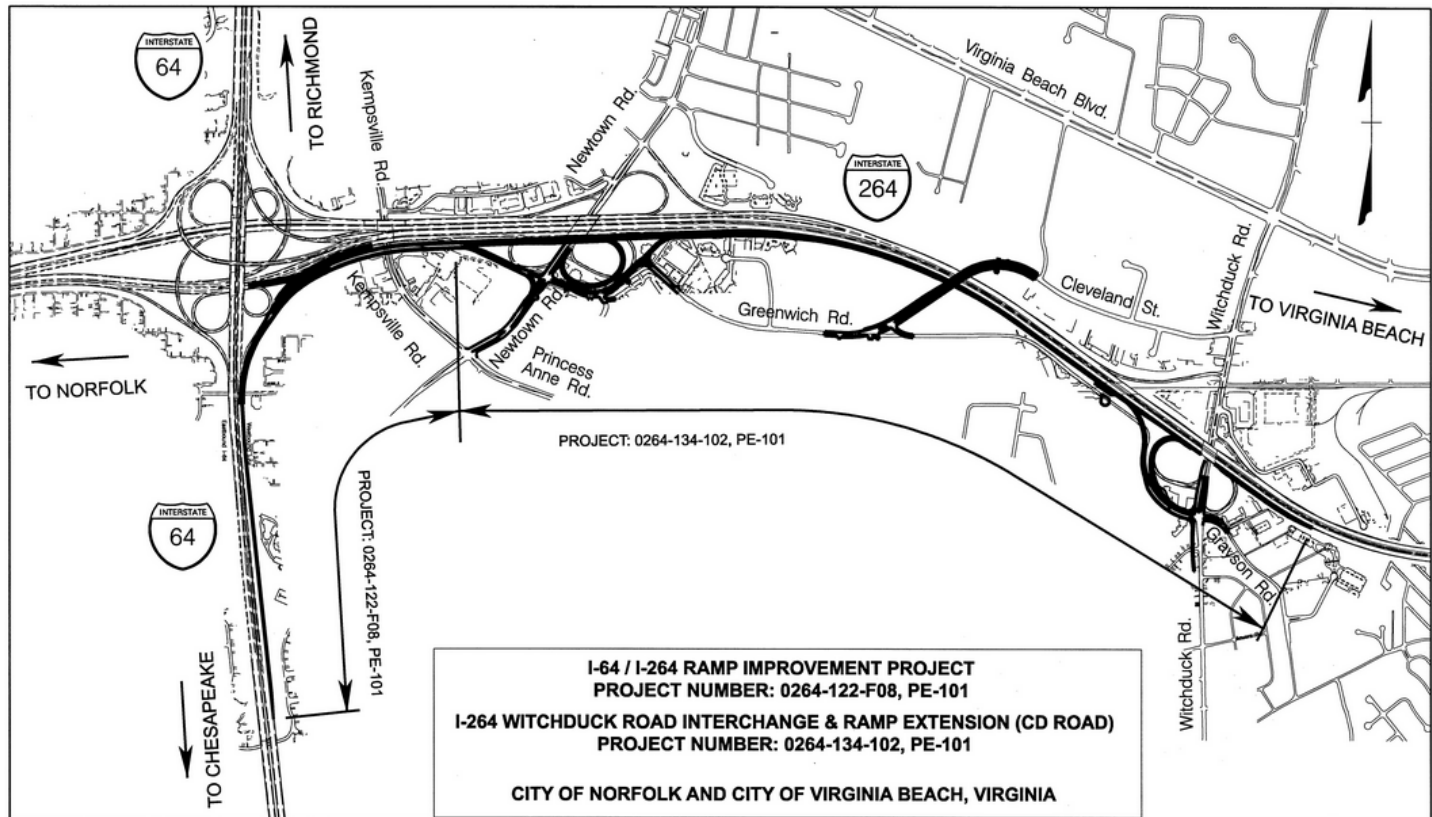 INTERSTATE
64
TO RICHMOND
Kempsville Rd.
Newtown Rd.
Virginia Beach Blvd.
INTERSTATE
264
Witchduck Rd.
Cleveland St.
TO VIRGINIA BEACH
Greenwich Rd.
Kempsville Rd.
Newtown Rd.
Princess
Anne Rd.
TO NORFOLK
PROJECT: 0264-134-102, PE-101
PROJECT: 0264-122-F08, PE-101
INTERSTATE
64
Grayson Rd.
Witchduck Rd.
TO CHESAPEAKE
I-64 / I-264 RAMP IMPROVEMENT PROJECT
PROJECT NUMBER: 0264-122-F08, PE-101
I-264 WITCHDUCK ROAD INTERCHANGE & RAMP EXTENSION (CD ROAD)
PROJECT NUMBER: 0264-134-102, PE-101
CITY OF NORFOLK AND CITY OF VIRGINIA BEACH, VIRGINIA